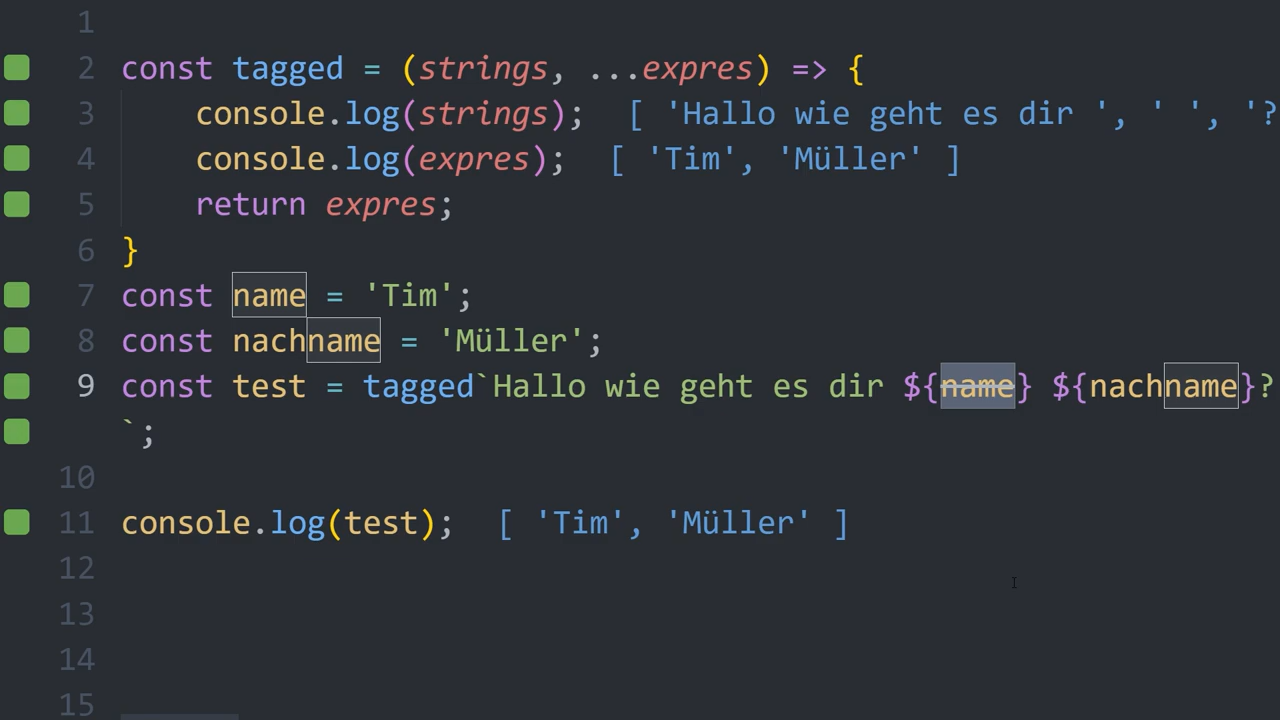 1
2 const tagged = (strings, ...expres) => {
3 console.log(strings); [ 'Hallo wie geht es dir ', ' ', '?
4 console.log(expres); [ 'Tim', 'Müller' ]
5 return expres;
6 }
7 const name = 'Tim';
8 const nachname = 'Müller';
9 const test = tagged`Hallo wie geht es dir ${name} ${nachname}?
`;
10
11 console.log(test); [ 'Tim', 'Müller' ]
12
13
14
15